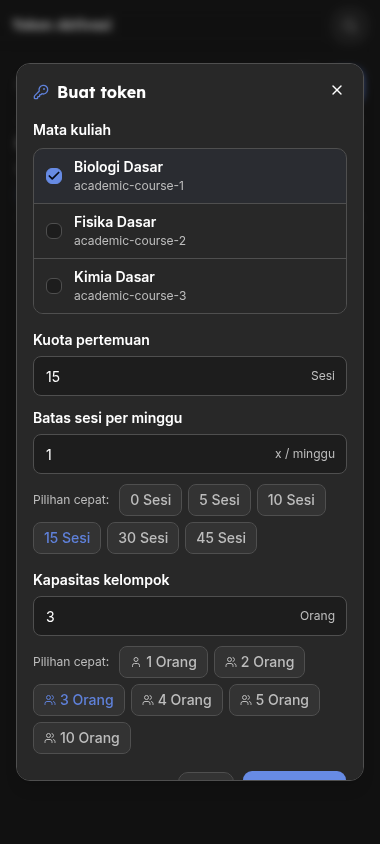 Buat token
Mata kuliah
Biologi Dasar
academic-course-1
Fisika Dasar
academic-course-2
Kimia Dasar
academic-course-3
Kuota pertemuan
15 Sesi
Batas sesi per minggu
1 x / minggu
Pilihan cepat: 0 Sesi 5 Sesi 10 Sesi
15 Sesi 30 Sesi 45 Sesi
Kapasitas kelompok
3 Orang
Pilihan cepat: 1 Orang 2 Orang
3 Orang 4 Orang 5 Orang
10 Orang